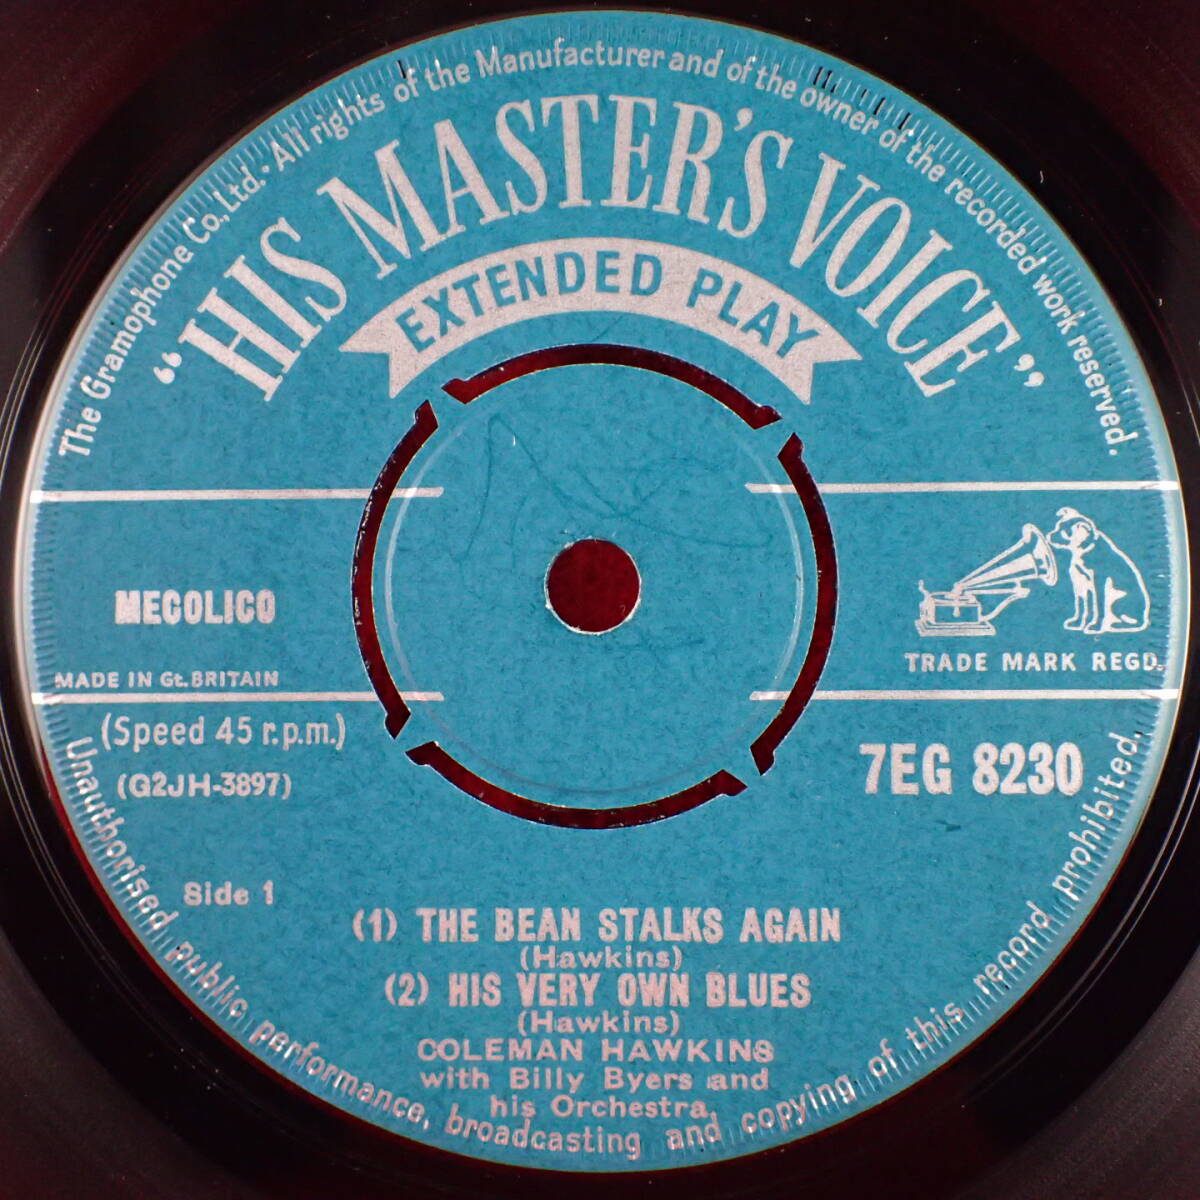 The Gramophone Co., Ltd. · All rights of the Manufacturer and of the owner of the recorded work reserved.
“HIS MASTER'S VOICE”
EXTENDED PLAY
MECOLICO
MADE IN Gt. BRITAIN
TRADE MARK REGD.
(Speed 45 r.p.m.)
(G2JH-3897)
7EG 8230
Side 1
(1) THE BEAN STALKS AGAIN
(Hawkins)
(2) HIS VERY OWN BLUES
(Hawkins)
COLEMAN HAWKINS
with Billy Byers and
his Orchestra.
Unauthorised public performance, broadcasting and copying of this record prohibited.